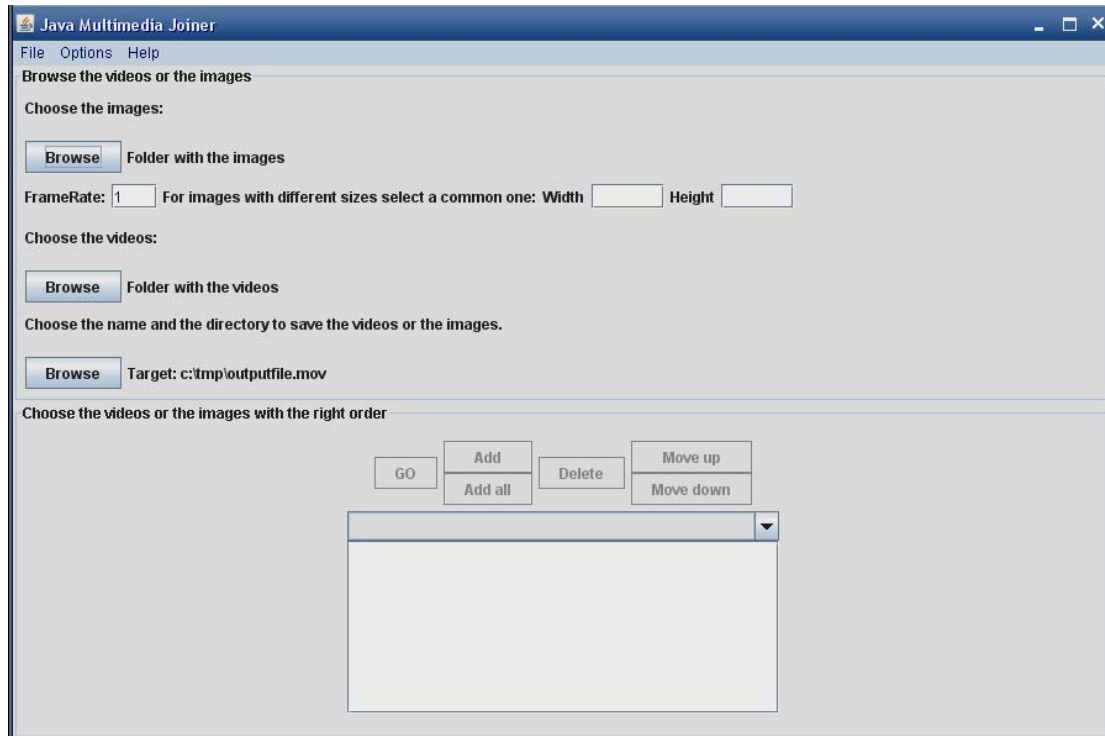 Java Multimedia Joiner
File Options Help
Browse the videos or the images
Choose the images:
Browse Folder with the images
FrameRate: 1 For images with different sizes select a common one: Width Height
Choose the videos:
Browse Folder with the videos
Choose the name and the directory to save the videos or the images.
Browse Target: c:\tmp\outputfile.mov
Choose the videos or the images with the right order
GO Add Delete Move up
Add all Move down